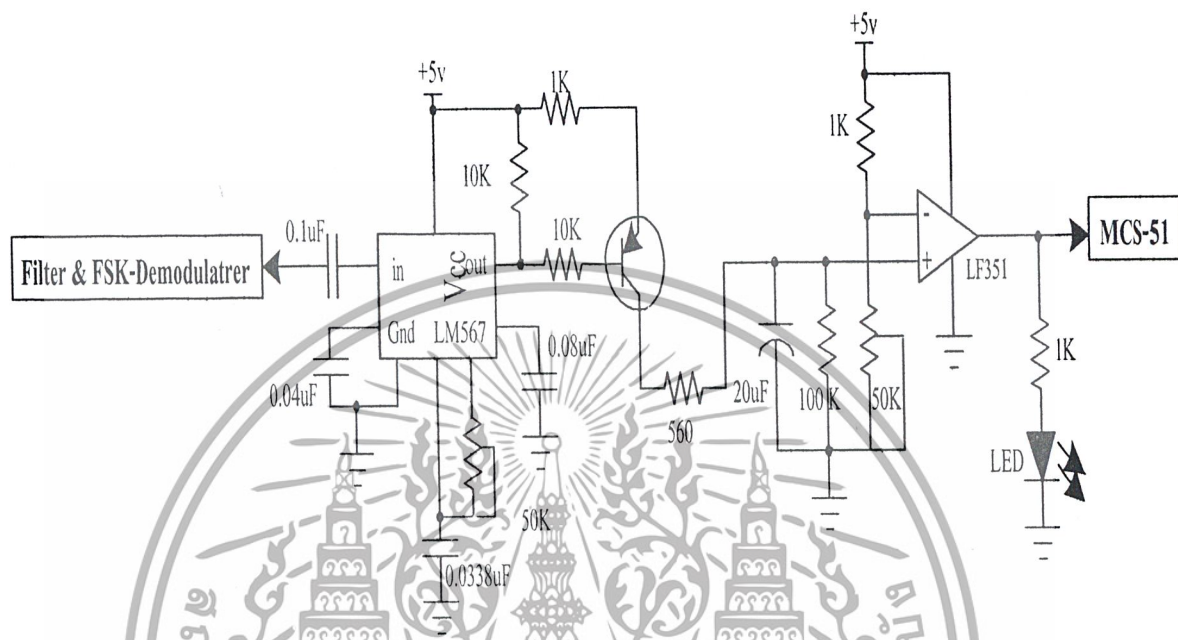 +5v
+5v
1K
1K
10K
10K
0.1uF
Filter & FSK-Demodulatrer
in
Vcc
out
-
+
LF351
MCS-51
Gnd
LM567
0.08uF
0.04uF
1K
560
20uF
100 K
50K
LED
50K
0.0338uF